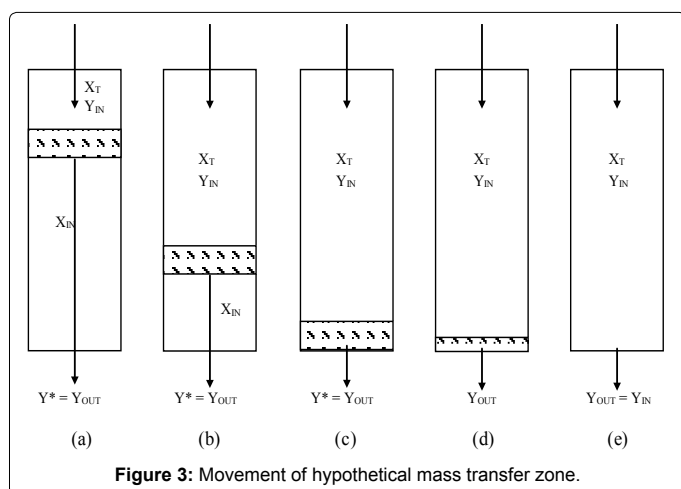 X_T
Y_IN
X_IN
Y* = Y_OUT
(a)
X_T
Y_IN
X_IN
Y* = Y_OUT
(b)
X_T
Y_IN
Y* = Y_OUT
(c)
X_T
Y_IN
Y_OUT
(d)
X_T
Y_IN
Y_OUT = Y_IN
(e)
Figure 3: Movement of hypothetical mass transfer zone.